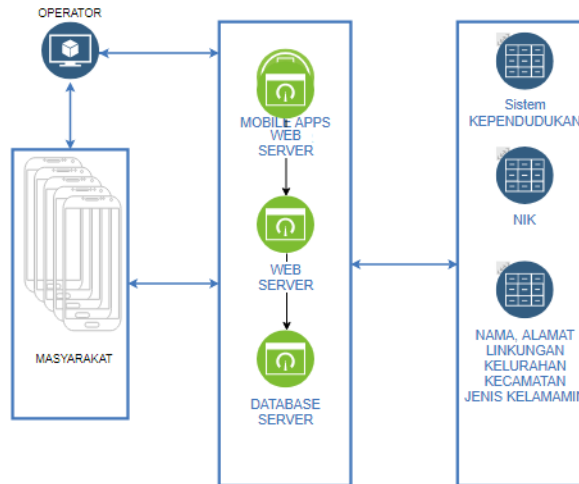 OPERATOR
MASYARAKAT
MOBILE APPS
WEB
SERVER
WEB
SERVER
DATABASE
SERVER
Sistem
KEPENDUDUKAN
NIK
NAMA, ALAMAT
LINKUNGAN
KELURAHAN
KECAMATAN
JENIS KELAMAMIN